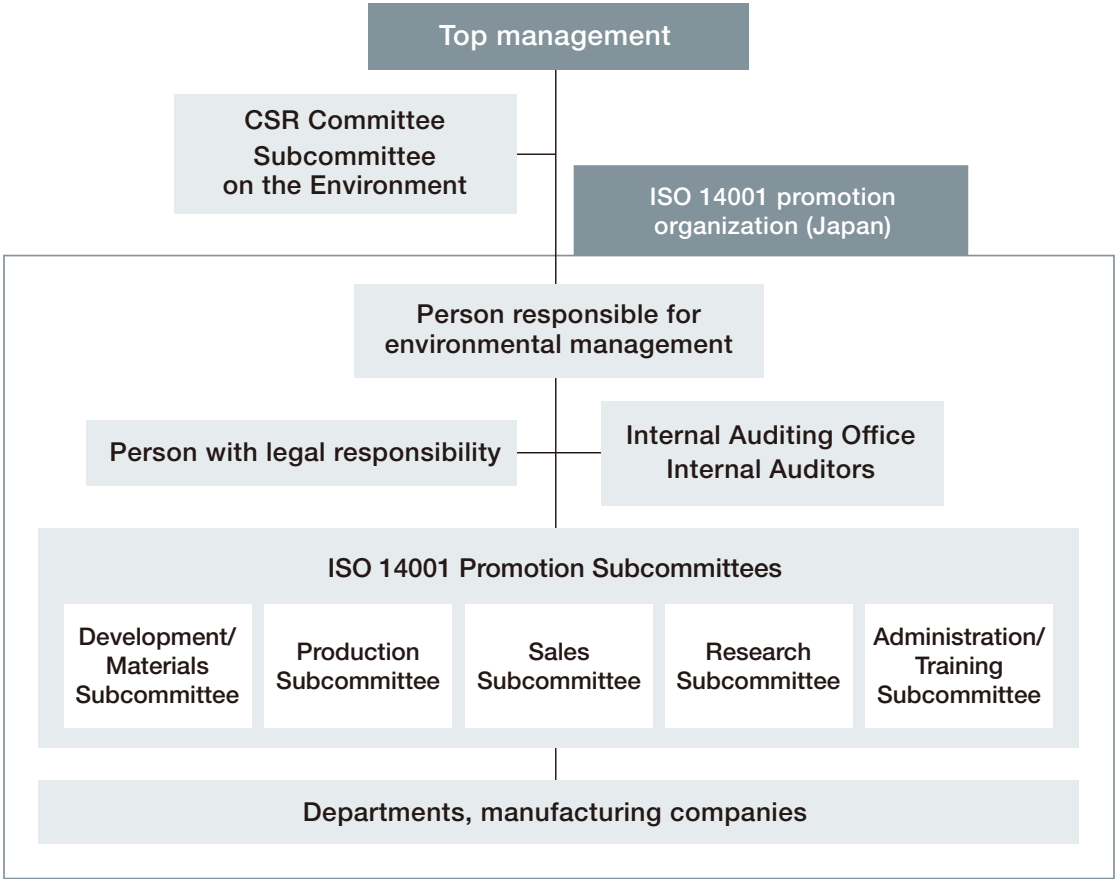 Top management
CSR Committee
Subcommittee
on the Environment
ISO 14001 promotion
organization (Japan)
Person responsible for
environmental management
Person with legal responsibility
Internal Auditing Office
Internal Auditors
ISO 14001 Promotion Subcommittees
Development/
Materials
Subcommittee
Production
Subcommittee
Sales
Subcommittee
Research
Subcommittee
Administration/
Training
Subcommittee
Departments, manufacturing companies